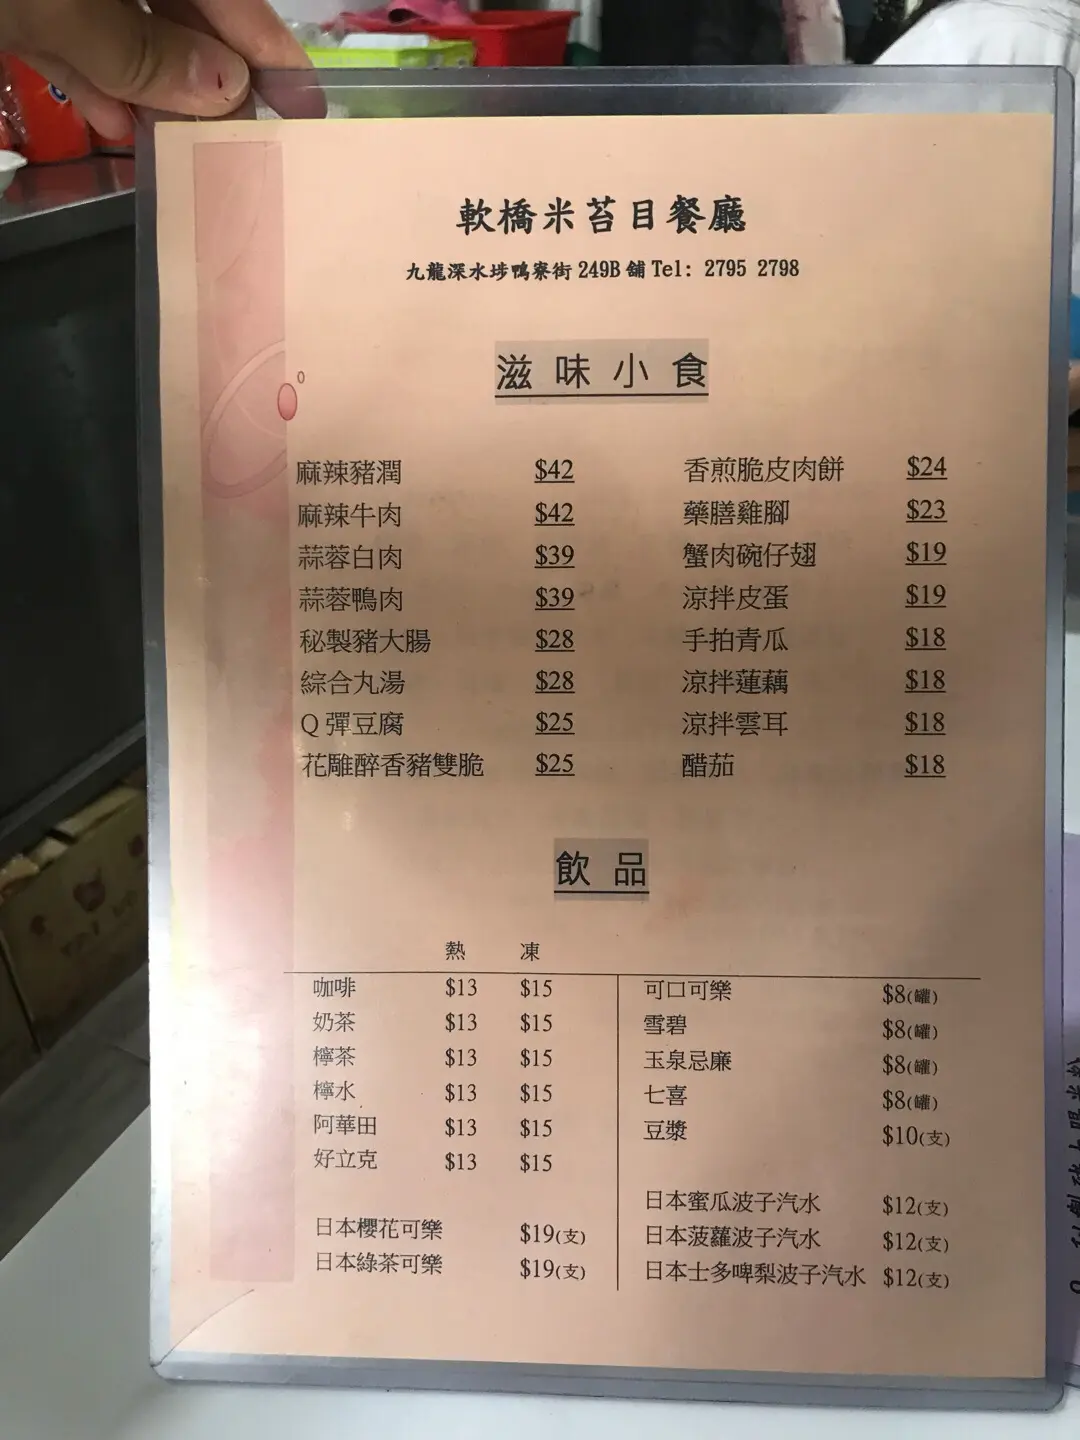 軟橋米苔目餐廳
九龍深水埗鴨寮街 249B 舖 Tel: 2795 2798
滋味小食
麻辣豬潤 $42 香煎脆皮肉餅 $24
麻辣牛肉 $42 藥膳雞腳 $23
蒜蓉白肉 $39 蟹肉碗仔翅 $19
蒜蓉鴨肉 $39 涼拌皮蛋 $19
秘製豬大腸 $28 手拍青瓜 $18
綜合丸湯 $28 涼拌蓮藕 $18
Q 彈豆腐 $25 涼拌雲耳 $18
花雕醉香豬雙脆 $25 醋茄 $18
飲品
熱 凍
咖啡 $13 $15 可口可樂 $8(罐)
奶茶 $13 $15 雪碧 $8(罐)
檸茶 $13 $15 玉泉忌廉 $8(罐)
檸水 $13 $15 七喜 $8(罐)
阿華田 $13 $15 豆漿 $10(支)
好立克 $13 $15
日本蜜瓜波子汽水 $12(支)
日本櫻花可樂 $19(支) 日本菠蘿波子汽水 $12(支)
日本綠茶可樂 $19(支) 日本士多啤梨波子汽水 $12(支)